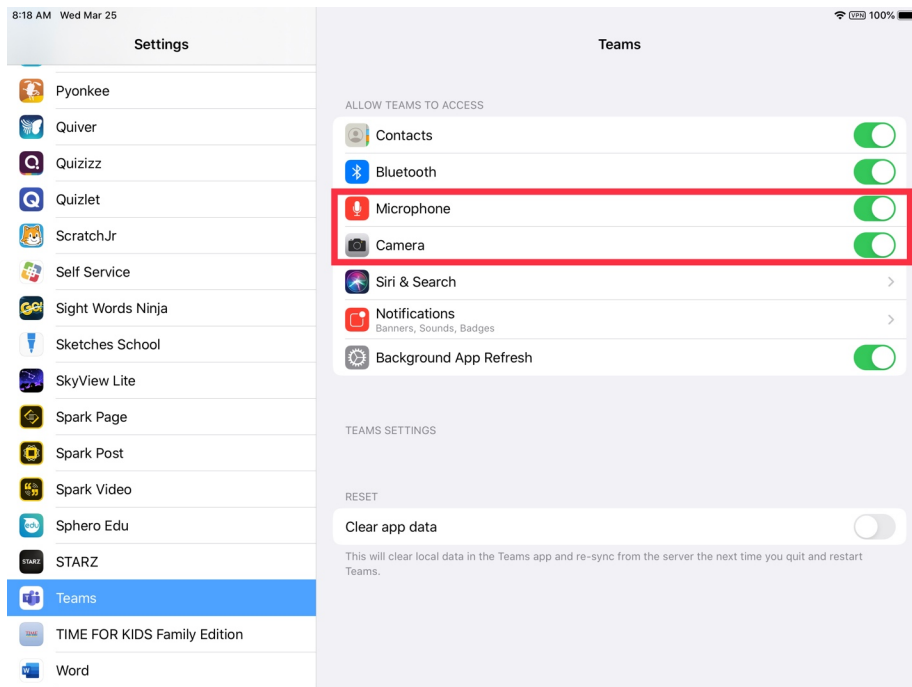 8:18 AM Wed Mar 25
VPN 100%
Settings
Pyonkee
Quiver
Quizizz
Quizlet
ScratchJr
Self Service
Sight Words Ninja
Sketches School
SkyView Lite
Spark Page
Spark Post
Spark Video
Sphero Edu
STARZ
Teams
TIME FOR KIDS Family Edition
Word
Teams
ALLOW TEAMS TO ACCESS
Contacts
Bluetooth
Microphone
Camera
Siri & Search
Notifications
Banners, Sounds, Badges
Background App Refresh
TEAMS SETTINGS
RESET
Clear app data
This will clear local data in the Teams app and re-sync from the server the next time you quit and restart
Teams.